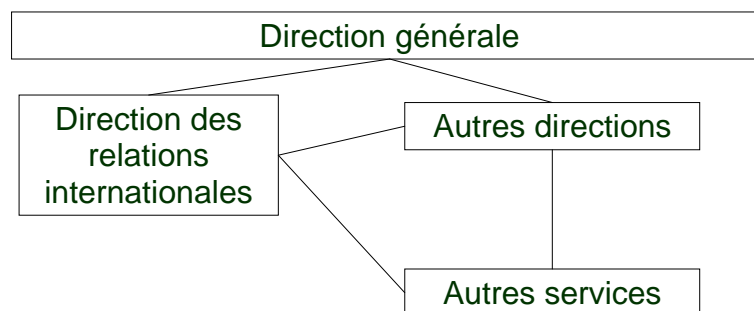 Direction générale
Direction des
relations
internationales
Autres directions
Autres services